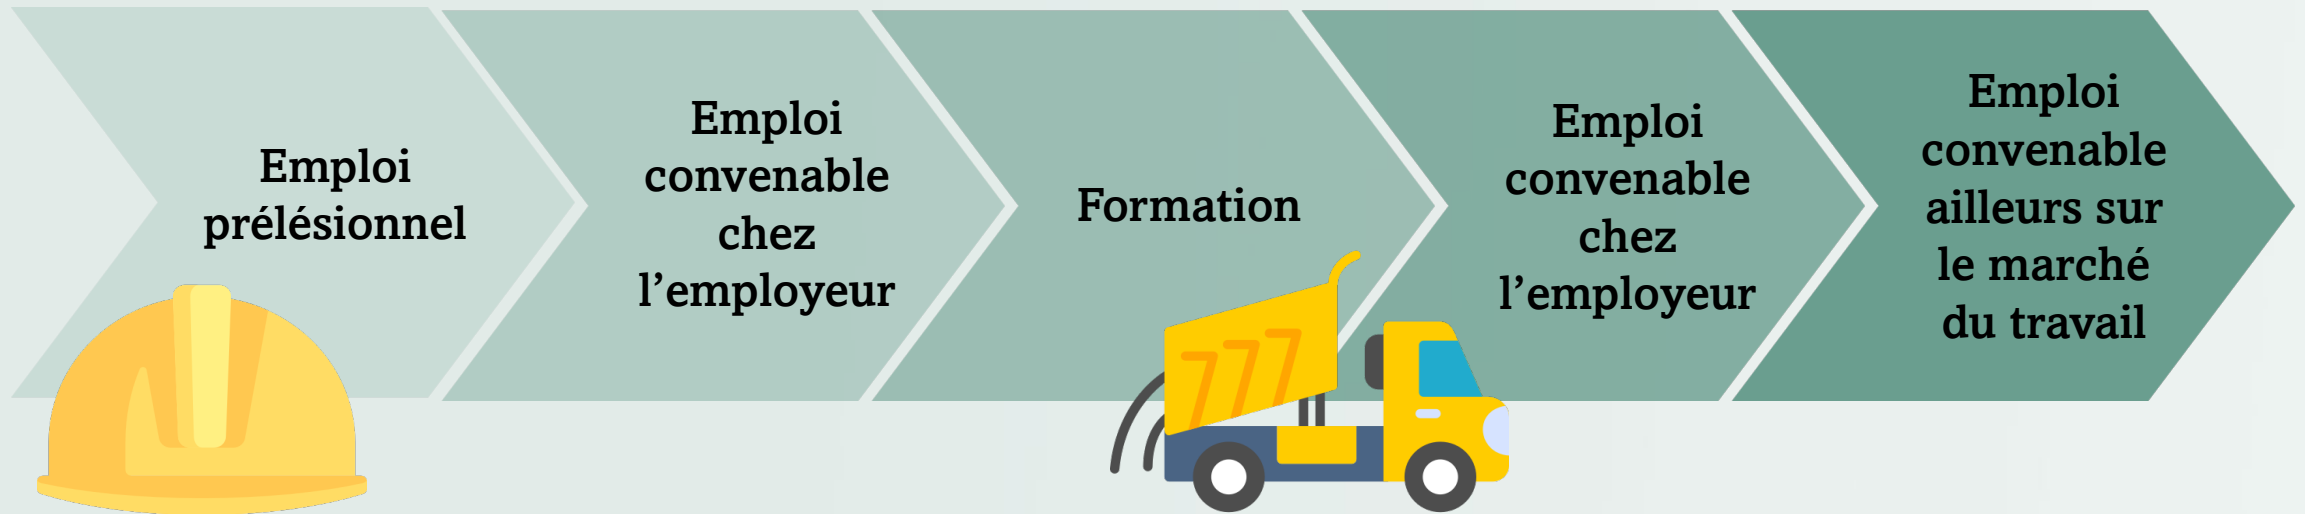 Emploi
prélésionnel
Emploi
convenable
chez
l’employeur
Formation
Emploi
convenable
chez
l’employeur
Emploi
convenable
ailleurs sur
le marché
du travail